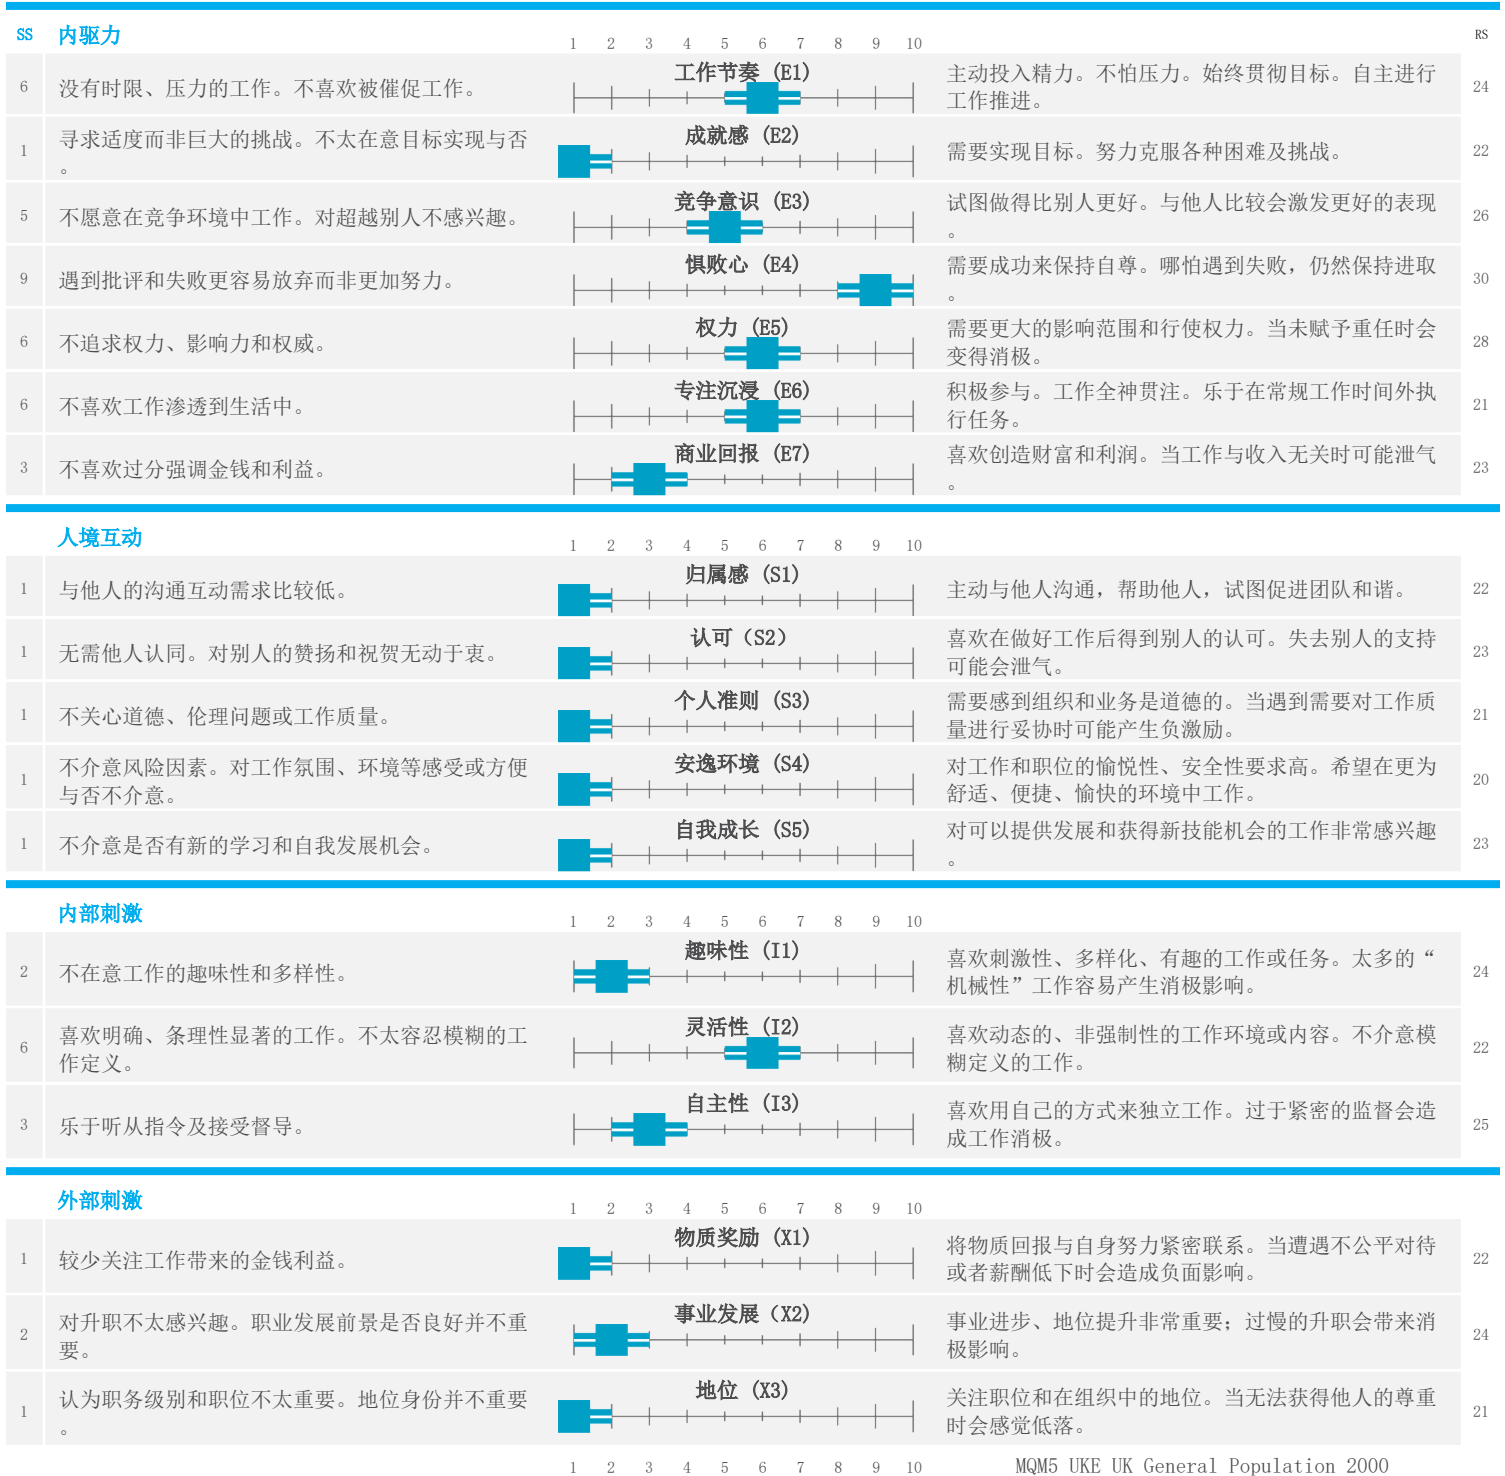 SS 内驱力 1 2 3 4 5 6 7 8 9 10 RS
工作节奏 (E1)
6 没有时限、压力的工作。不喜欢被催促工作。 主动投入精力。不怕压力。始终贯彻目标。自主进行 24
工作推进。
成就感 (E2)
1 寻求适度而非巨大的挑战。不太在意目标实现与否 需要实现目标。努力克服各种困难及挑战。 22
。
竞争意识 (E3)
5 不愿意在竞争环境中工作。对超越别人不感兴趣。 试图做得比别人更好。与他人比较会激发更好的表现 26
。
惧败心 (E4)
9 遇到批评和失败更容易放弃而非更加努力。 需要成功来保持自尊。哪怕遇到失败，仍然保持进取 30
。
权力 (E5)
6 不追求权力、影响力和权威。 需要更大的影响范围和行使权力。当未赋予重任时会 28
变得消极。
专注沉浸 (E6)
6 不喜欢工作渗透到生活中。 积极参与。工作全神贯注。乐于在常规工作时间外执 21
行任务。
商业回报 (E7)
3 不喜欢过分强调金钱和利益。 喜欢创造财富和利润。当工作与收入无关时可能泄气 23
。
人境互动 1 2 3 4 5 6 7 8 9 10
归属感 (S1)
1 与他人的沟通互动需求比较低。 主动与他人沟通，帮助他人，试图促进团队和谐。 22
认可（S2）
1 无需他人认同。对别人的赞扬和祝贺无动于衷。 喜欢在做好工作后得到别人的认可。失去别人的支持 23
可能会泄气。
个人准则 (S3)
1 不关心道德、伦理问题或工作质量。 需要感到组织和业务是道德的。当遇到需要对工作质 21
量进行妥协时可能产生负激励。
安逸环境 (S4)
1 不介意风险因素。对工作氛围、环境等感受或方便 对工作和职位的愉悦性、安全性要求高。希望在更为 20
与否不介意。 舒适、便捷、愉快的环境中工作。
自我成长 (S5)
1 不介意是否有新的学习和自我发展机会。 对可以提供发展和获得新技能机会的工作非常感兴趣 23
。
内部刺激 1 2 3 4 5 6 7 8 9 10
趣味性 (I1)
2 不在意工作的趣味性和多样性。 喜欢刺激性、多样化、有趣的工作或任务。太多的“ 24
机械性”工作容易产生消极影响。
灵活性 (I2)
6 喜欢明确、条理性显著的工作。不太容忍模糊的工 喜欢动态的、非强制性的工作环境或内容。不介意模 22
作定义。 糊定义的工作。
自主性 (I3)
3 乐于听从指令及接受督导。 喜欢用自己的方式来独立工作。过于紧密的监督会造 25
成工作消极。
外部刺激 1 2 3 4 5 6 7 8 9 10
物质奖励 (X1)
1 较少关注工作带来的金钱利益。 将物质回报与自身努力紧密联系。当遭遇不公平对待 22
或者薪酬低下时会造成负面影响。
事业发展（X2)
2 对升职不太感兴趣。职业发展前景是否良好并不重 事业进步、地位提升非常重要；过慢的升职会带来消 24
要。 极影响。
地位 (X3)
1 认为职务级别和职位不太重要。地位身份并不重要 关注职位和在组织中的地位。当无法获得他人的尊重 21
。 时会感觉低落。
1 2 3 4 5 6 7 8 9 10 MQM5 UKE UK General Population 2000